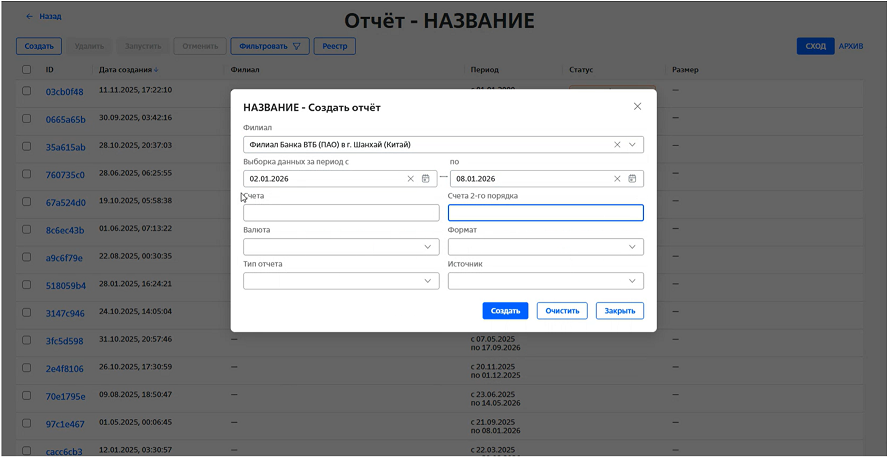 Назад
Отчёт - НАЗВАНИЕ
Создать Удалить Запустить Отменить Фильтровать Реестр СХОД АРХИВ
ID Дата создания Филиал Период Статус Размер
03cb0f48 11.11.2025, 17:22:10 —
0665a65b 30.09.2025, 03:42:16 —
35a615ab 28.10.2025, 20:37:03 —
760735c0 28.06.2025, 06:25:55 —
67a524d0 19.10.2025, 05:58:38 —
8c6ec43b 01.06.2025, 07:13:22 —
a9c6f79e 22.08.2025, 00:30:35 —
518059b4 28.01.2025, 16:24:21 —
3147c946 24.10.2025, 14:05:04 —
3fc5d598 31.10.2025, 20:57:46 — с 07.05.2025 —
по 17.09.2026
2e4f8106 26.10.2025, 17:30:59 — с 20.11.2025 —
по 01.12.2025
70e1795e 09.08.2025, 18:50:47 — с 23.06.2025 —
по 14.05.2026
97c1e467 01.05.2025, 00:06:45 — с 21.09.2025 —
по 08.01.2026
cacc6cb3 12.01.2025, 03:30:57 — с 22.03.2025 —
НАЗВАНИЕ - Создать отчёт
Филиал
Филиал Банка ВТБ (ПАО) в г. Шанхай (Китай)
Выборка данных за период с по
02.01.2026 — 08.01.2026
Счета Счета 2-го порядка
Валюта Формат
Тип отчета Источник
Создать Очистить Закрыть